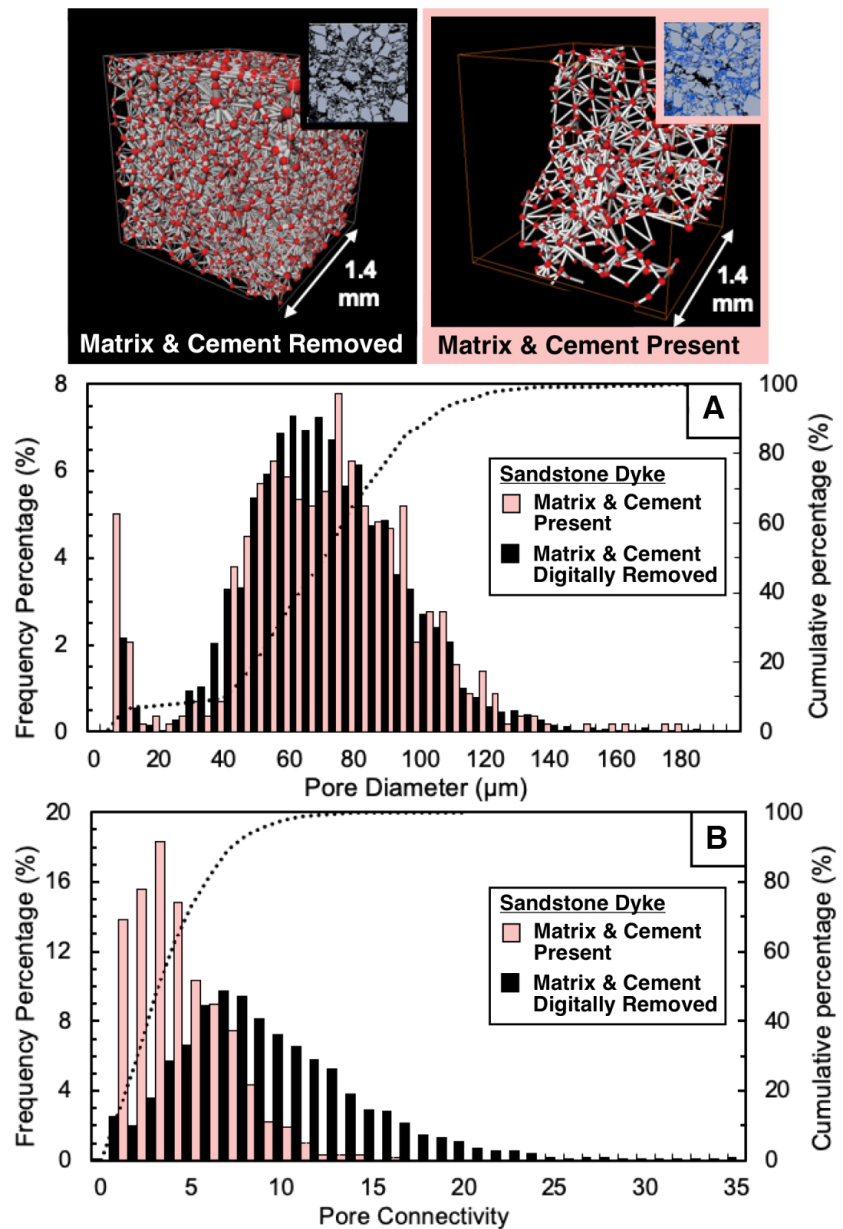 1.4
mm
Matrix & Cement Removed
1.4
mm
Matrix & Cement Present
A
Frequency Percentage (%)
8
6
4
2
0
Sandstone Dyke
Matrix & Cement
Present
Matrix & Cement
Digitally Removed
100
80
60
40
20
0
Cumulative percentage (%)
0 20 40 60 80 100 120 140 160 180
Pore Diameter (μm)
B
Frequency Percentage (%)
20
16
12
8
4
0
Sandstone Dyke
Matrix & Cement
Present
Matrix & Cement
Digitally Removed
100
80
60
40
20
0
Cumulative percentage (%)
0 5 10 15 20 25 30 35
Pore Connectivity